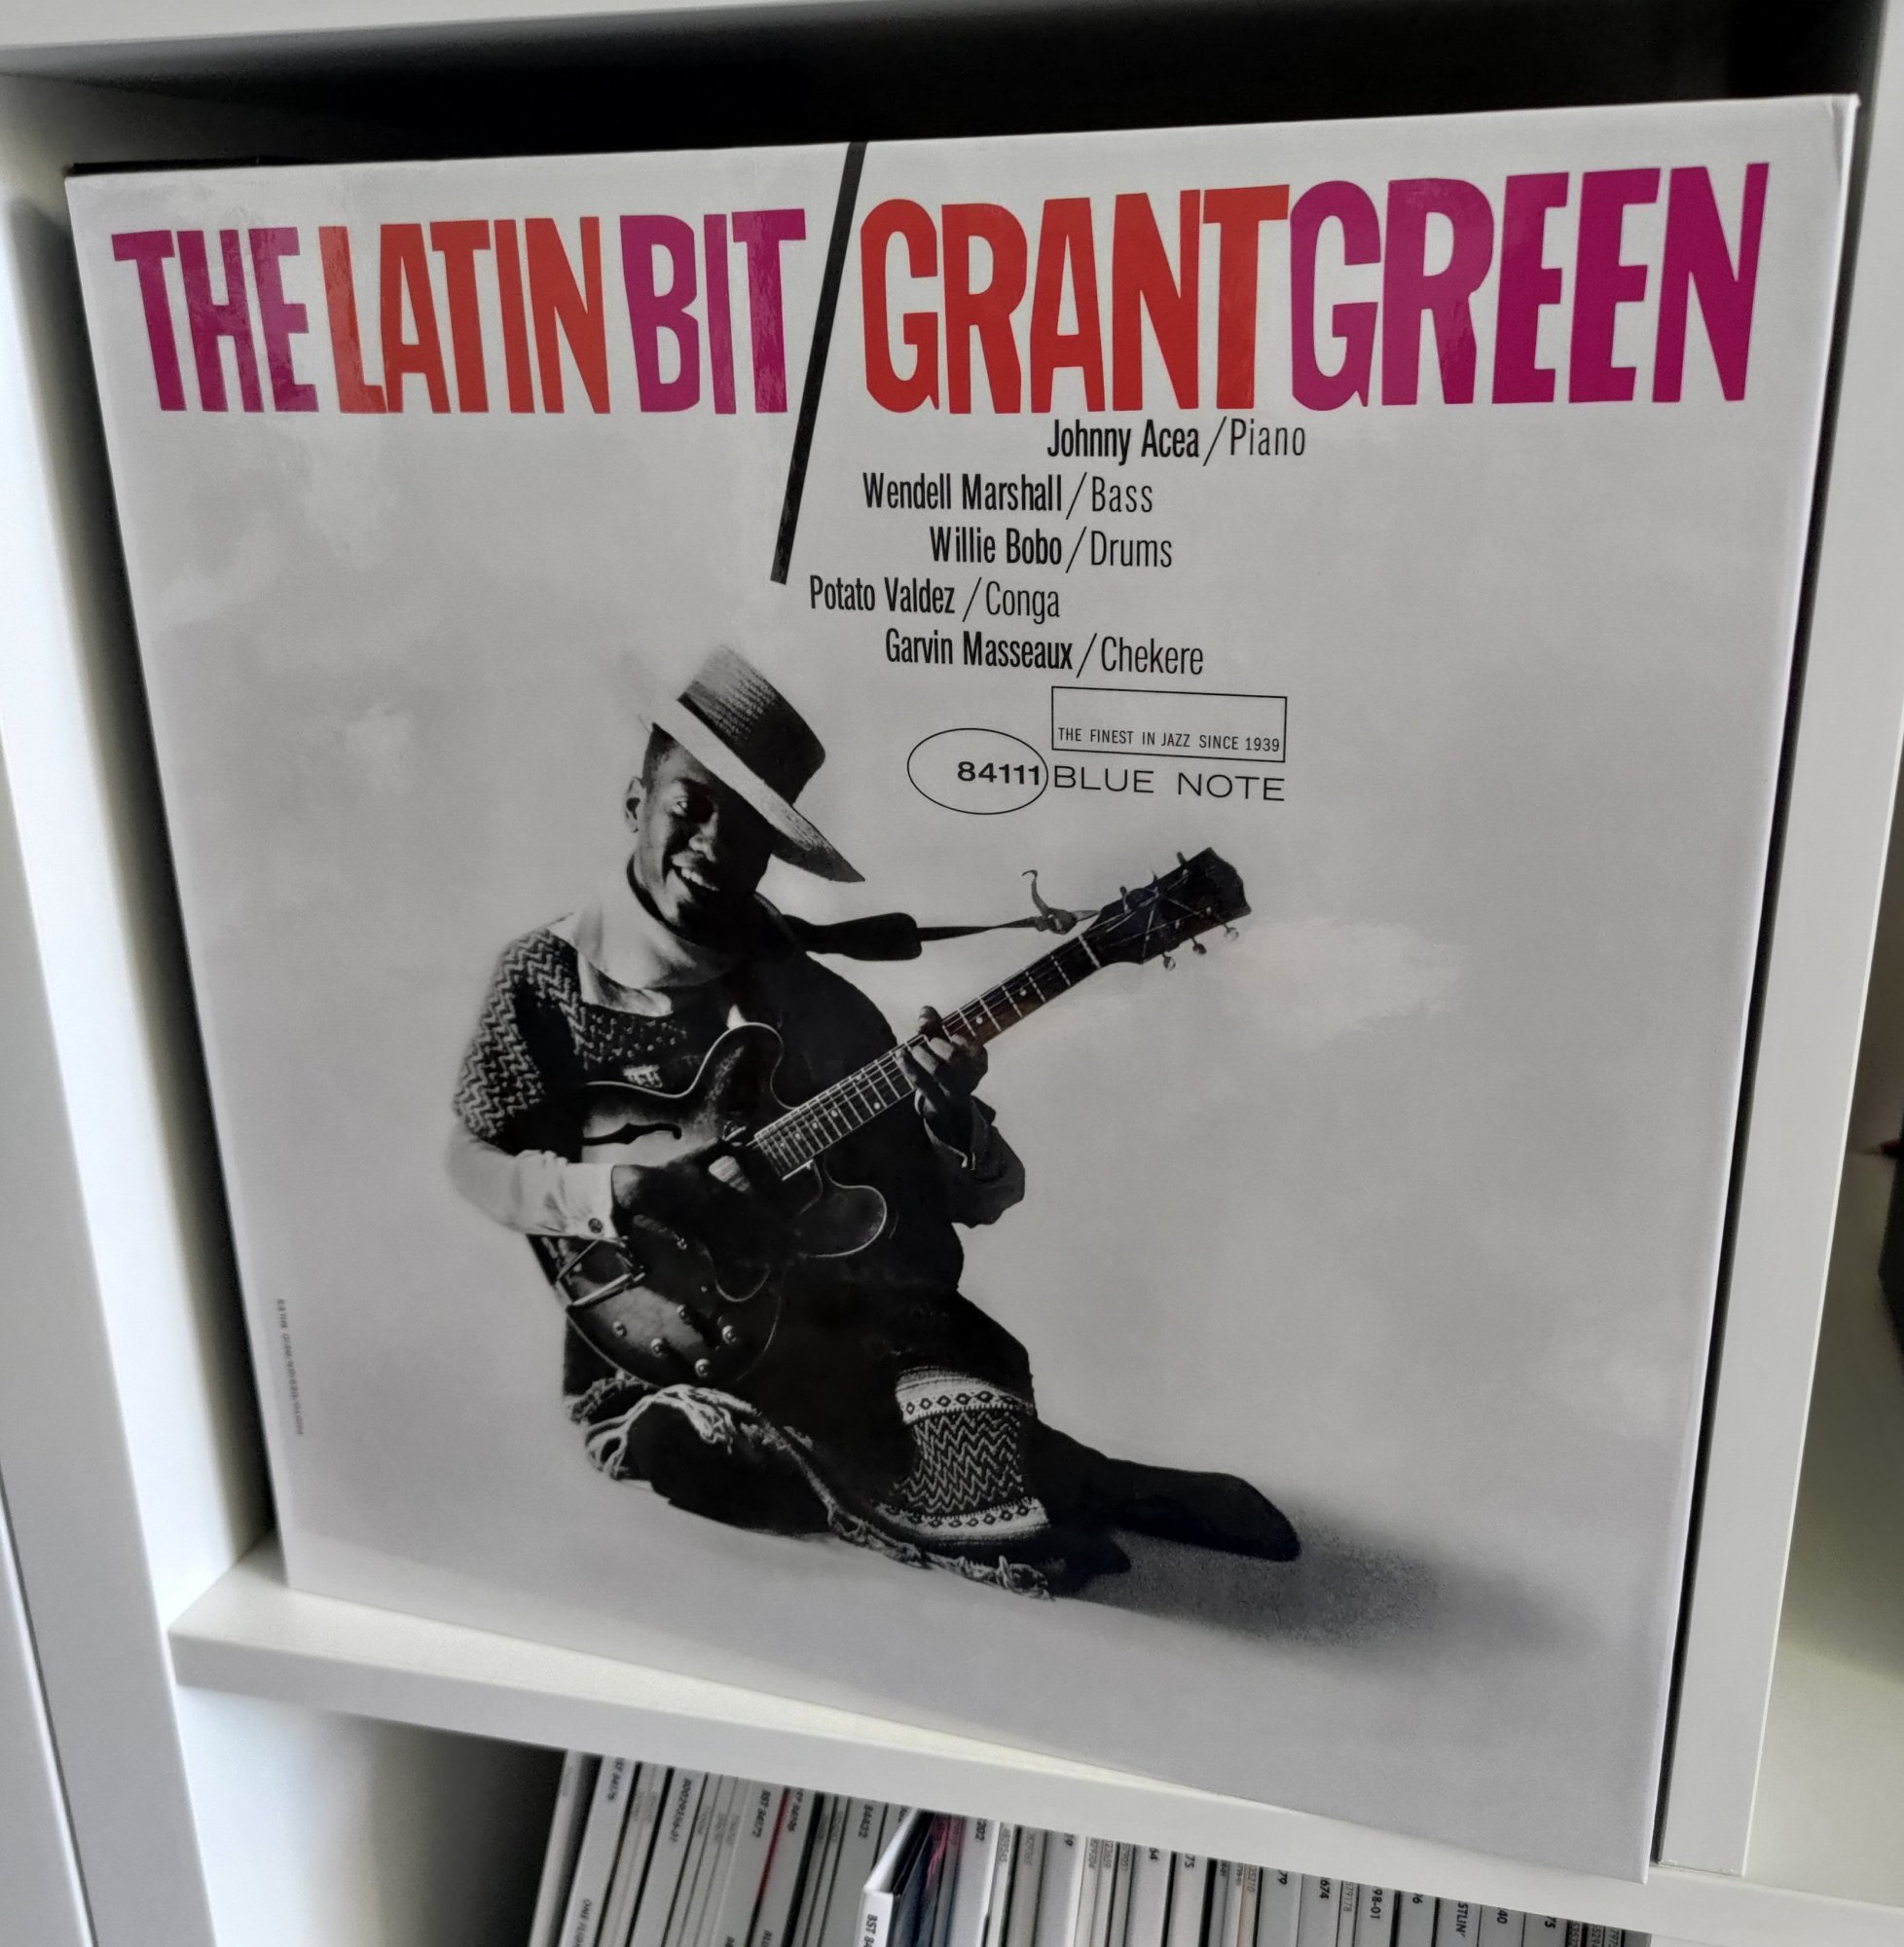 THE LATIN BIT / GRANT GREEN
Johnny Acea / Piano
Wendell Marshall / Bass
Willie Bobo / Drums
Potato Valdez / Conga
Garvin Masseaux / Chekere
THE FINEST IN JAZZ SINCE 1939
84111 BLUE NOTE